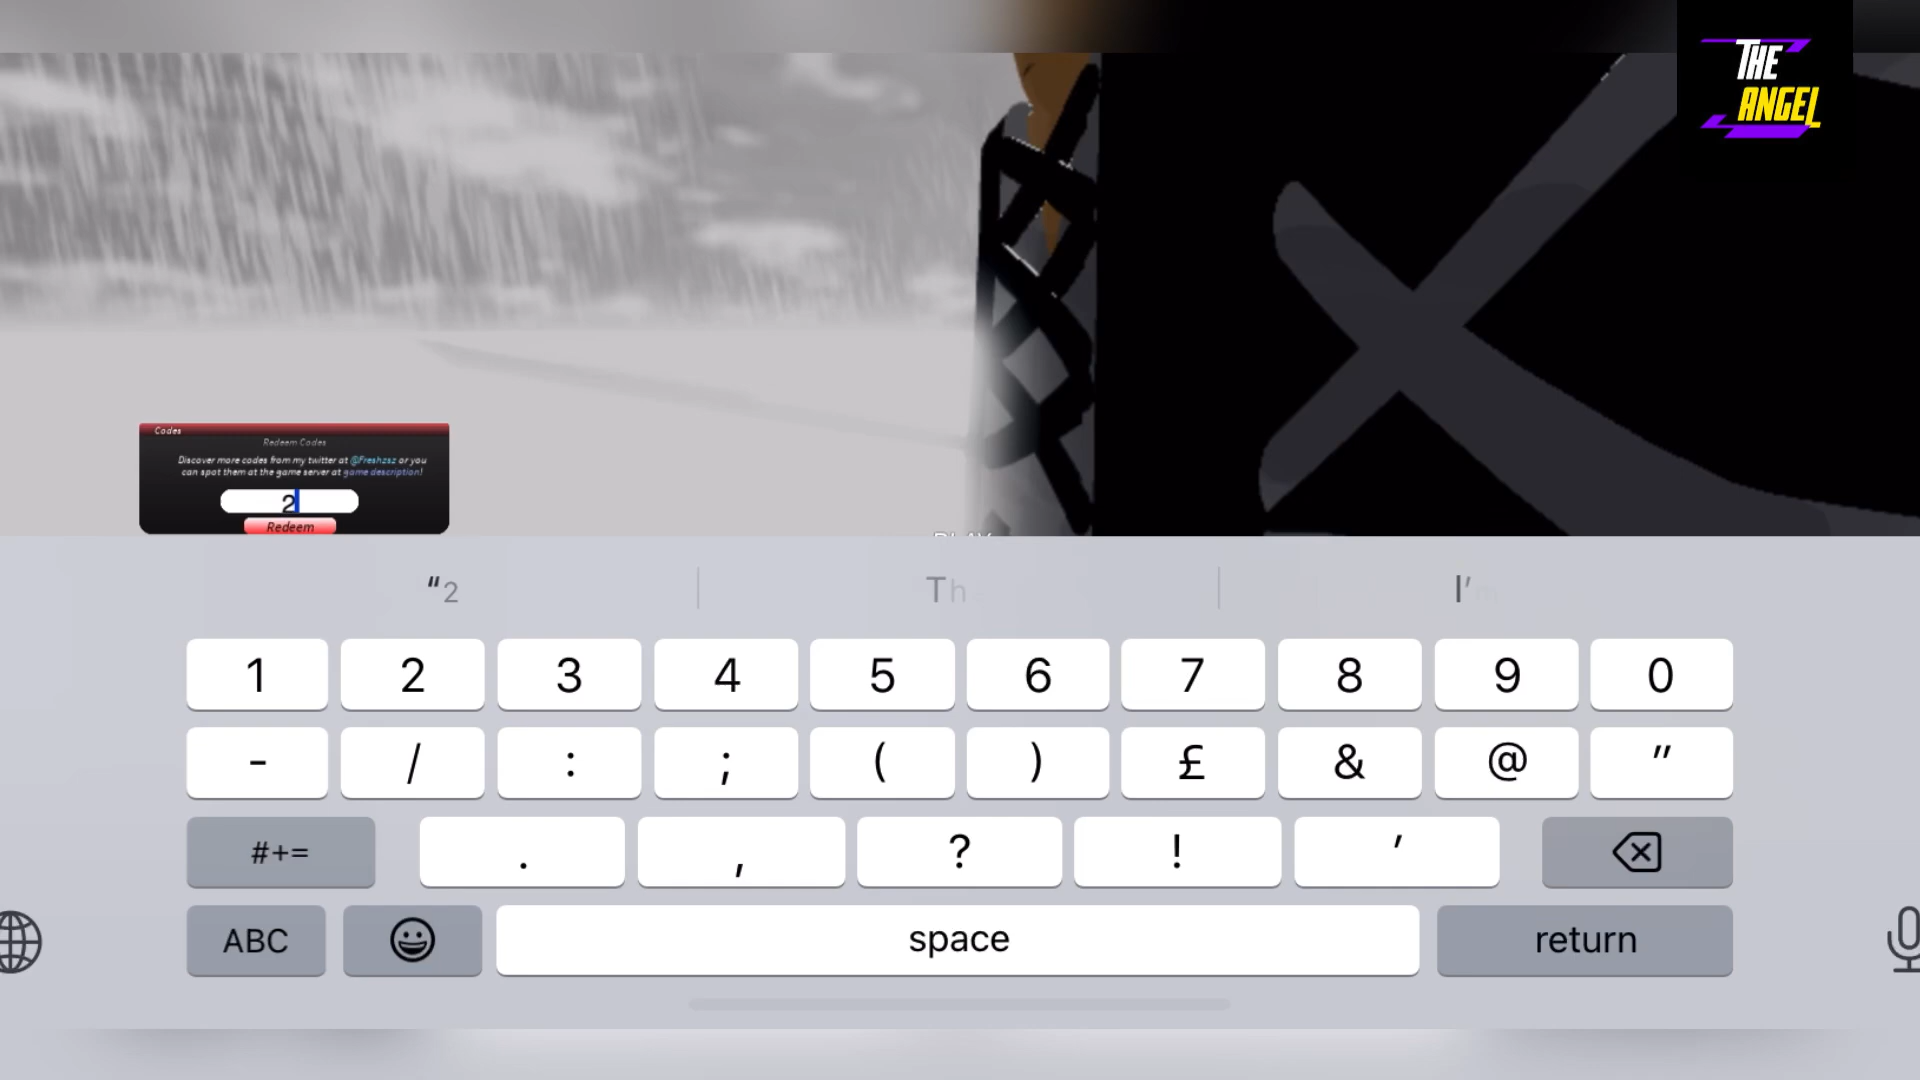 THE
ANGEL
Codes
Redeem Codes
Discover more codes from my twitter at @Freshzsz or you
can spot them at the game server at game description!
2
Redeem
PLAY
“2
Th
I’m
1 2 3 4 5 6 7 8 9 0
- / : ; ( ) £ & @ "
#+= . , ? ! ’
ABC space return